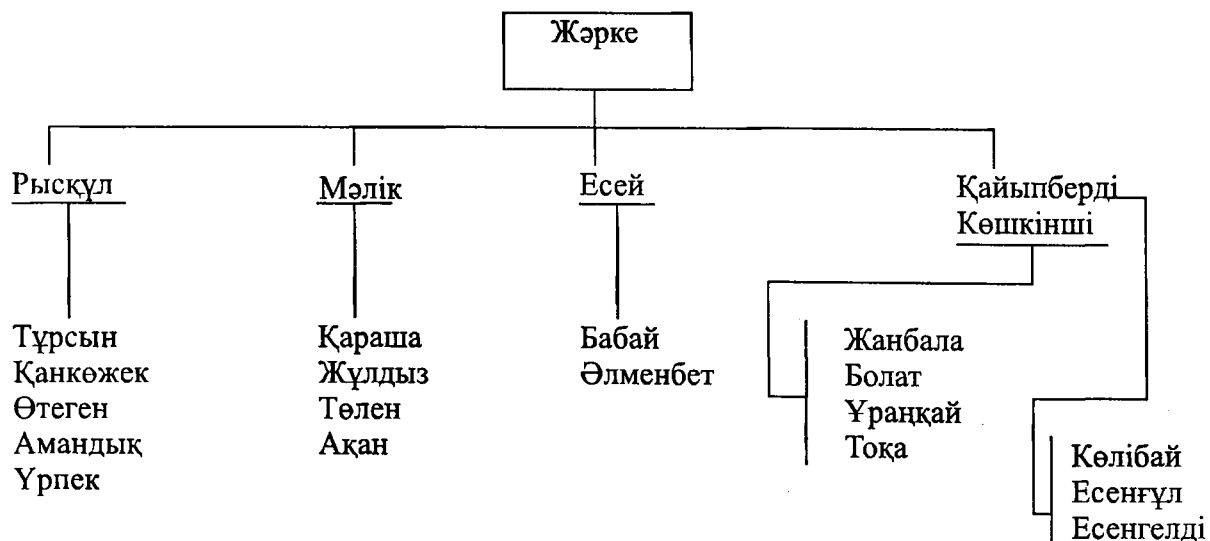 Жәрке
Рысқұл
Мәлік
Есей
Қайыпберді
Көшкінші
Тұрсын
Қанкөжек
Өтеген
Амандық
Үрпек
Қараша
Жұлдыз
Төлен
Ақан
Бабай
Әлменбет
Жанбала
Болат
Ұраңқай
Тоқа
Көлібай
Есенғұл
Есенгелді